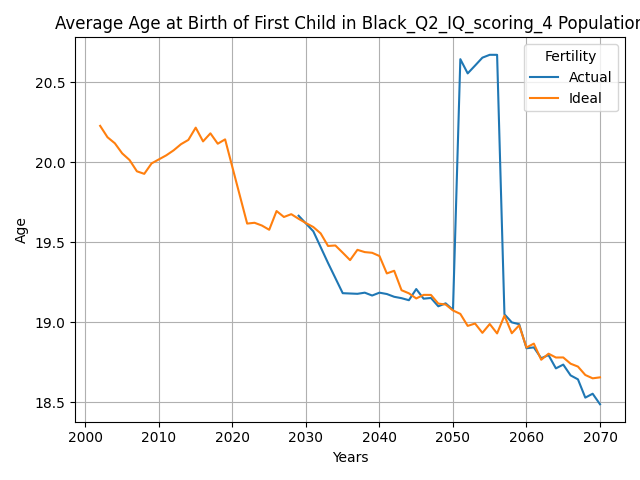 Average Age at Birth of First Child in Black_Q2_IQ_scoring_4 Population
Fertility
Actual
Ideal
Age
20.5
20.0
19.5
19.0
18.5
2000 2010 2020 2030 2040 2050 2060 2070
Years